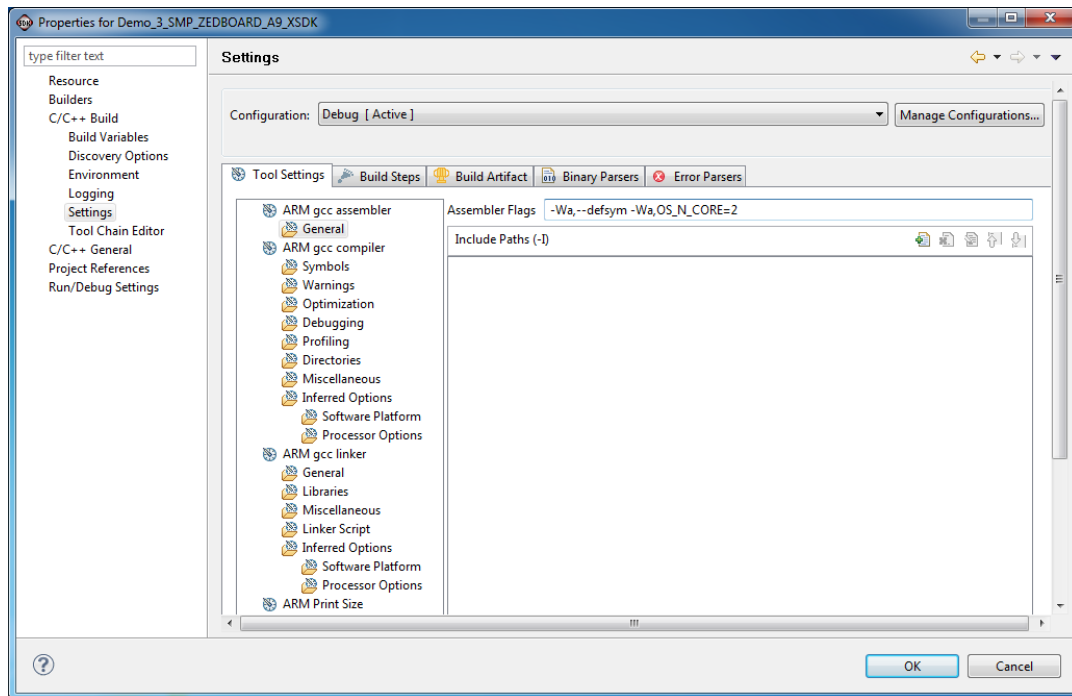 Properties for Demo_3_SMP_ZEDBOARD_A9_XSDK
type filter text
Resource
Builders
C/C++ Build
Build Variables
Discovery Options
Environment
Logging
Settings
Tool Chain Editor
C/C++ General
Project References
Run/Debug Settings
Settings
Configuration: Debug [ Active ] Manage Configurations...
Tool Settings Build Steps Build Artifact Binary Parsers Error Parsers
ARM gcc assembler
General
ARM gcc compiler
Symbols
Warnings
Optimization
Debugging
Profiling
Directories
Miscellaneous
Inferred Options
Software Platform
Processor Options
ARM gcc linker
General
Libraries
Miscellaneous
Linker Script
Inferred Options
Software Platform
Processor Options
ARM Print Size
Assembler Flags -Wa,--defsym -Wa,OS_N_CORE=2
Include Paths (-I)
OK Cancel